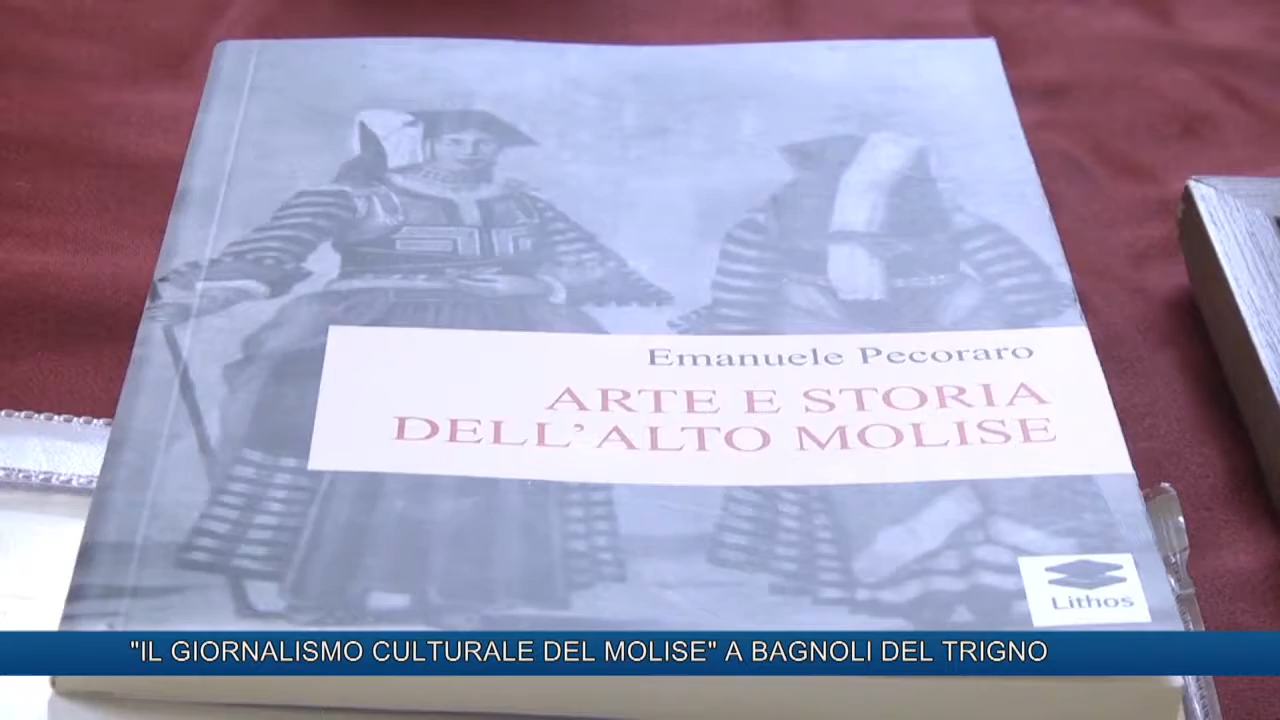 Emanuele Pecoraro
ARTE E STORIA
DELL'ALTO MOLISE
Lithos
"IL GIORNALISMO CULTURALE DEL MOLISE" A BAGNOLI DEL TRIGNO